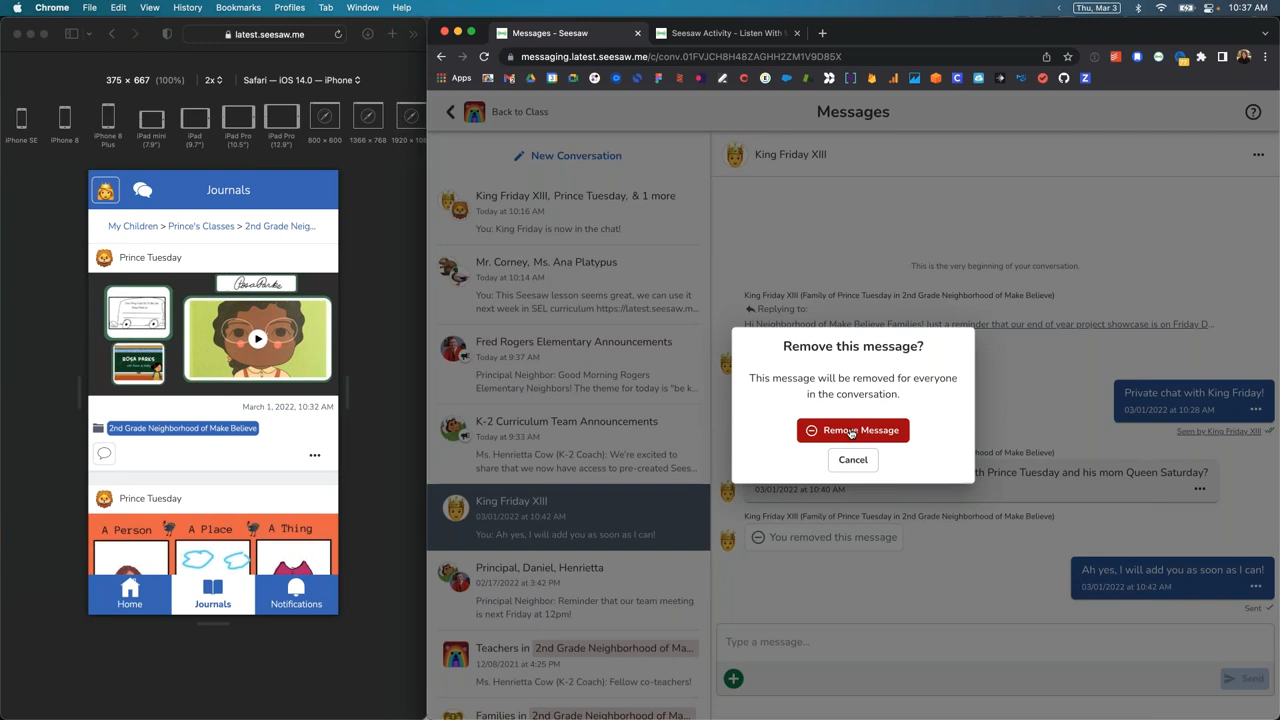 Chrome File Edit View History Bookmarks Profiles Tab Window Help
Thu, Mar 3 10:37 AM
latest.seesaw.me
375 × 667 (100%) 2x Safari — iOS 14.0 — iPhone
iPhone SE
iPhone 8
iPhone 8
Plus
iPad mini
(7.9")
iPad
(9.7")
iPad Pro
(10.5")
iPad Pro
(12.9")
800 × 600
1366 × 768
Journals
My Children > Prince's Classes > 2nd Grade Neig...
Prince Tuesday
Rosa Parks
ROSA PARKS
March 1, 2022, 10:32 AM
2nd Grade Neighborhood of Make Believe
Prince Tuesday
A Person A Place A Thing
Home
Journals
Notifications
Messages - Seesaw
Seesaw Activity - Listen With M
messaging.latest.seesaw.me/c/conv.01FVJCH8H48ZAGHH2ZM1V9D85X
Apps
Back to Class
Messages
New Conversation
King Friday XIII, Prince Tuesday, & 1 more
Today at 10:16 AM
You: King Friday is now in the chat!
Mr. Corney, Ms. Ana Platypus
Today at 10:14 AM
You: This Seesaw lesson seems great, we can use it
next week in SEL curriculum https://latest.seesaw.m...
Fred Rogers Elementary Announcements
Today at 9:37 AM
Principal Neighbor: Good Morning Rogers
Elementary Neighbors! The theme for today is "be k...
K-2 Curriculum Team Announcements
Today at 9:33 AM
Ms. Henrietta Cow (K-2 Coach): We're excited to
share that we now have access to pre-created Sees...
King Friday XIII
03/01/2022 at 10:42 AM
You: Ah yes, I will add you as soon as I can!
Principal, Daniel, Henrietta
02/17/2022 at 3:42 PM
Principal Neighbor: Reminder that our team meeting
is next Friday at 12pm!
Teachers in 2nd Grade Neighborhood of Ma...
12/08/2021 at 4:25 PM
Ms. Henrietta Cow (K-2 Coach): Fellow co-teachers!
Families in 2nd Grade Neighborhood of Ma...
King Friday XIII
This is the very beginning of your conversation.
King Friday XIII (Family of Prince Tuesday in 2nd Grade Neighborhood of Make Believe)
Replying to:
Hi Neighborhood of Make Believe Families! Just a reminder that our end of year project showcase is on Friday D...
Remove this message?
This message will be removed for everyone
in the conversation.
Remove Message
Cancel
Private chat with King Friday!
03/01/2022 at 10:28 AM
Seen by King Friday XIII
od of Make Believe)
th Prince Tuesday and his mom Queen Saturday?
03/01/2022 at 10:40 AM
King Friday XIII (Family of Prince Tuesday in 2nd Grade Neighborhood of Make Believe)
You removed this message
Ah yes, I will add you as soon as I can!
03/01/2022 at 10:42 AM
Sent
Type a message...
Send